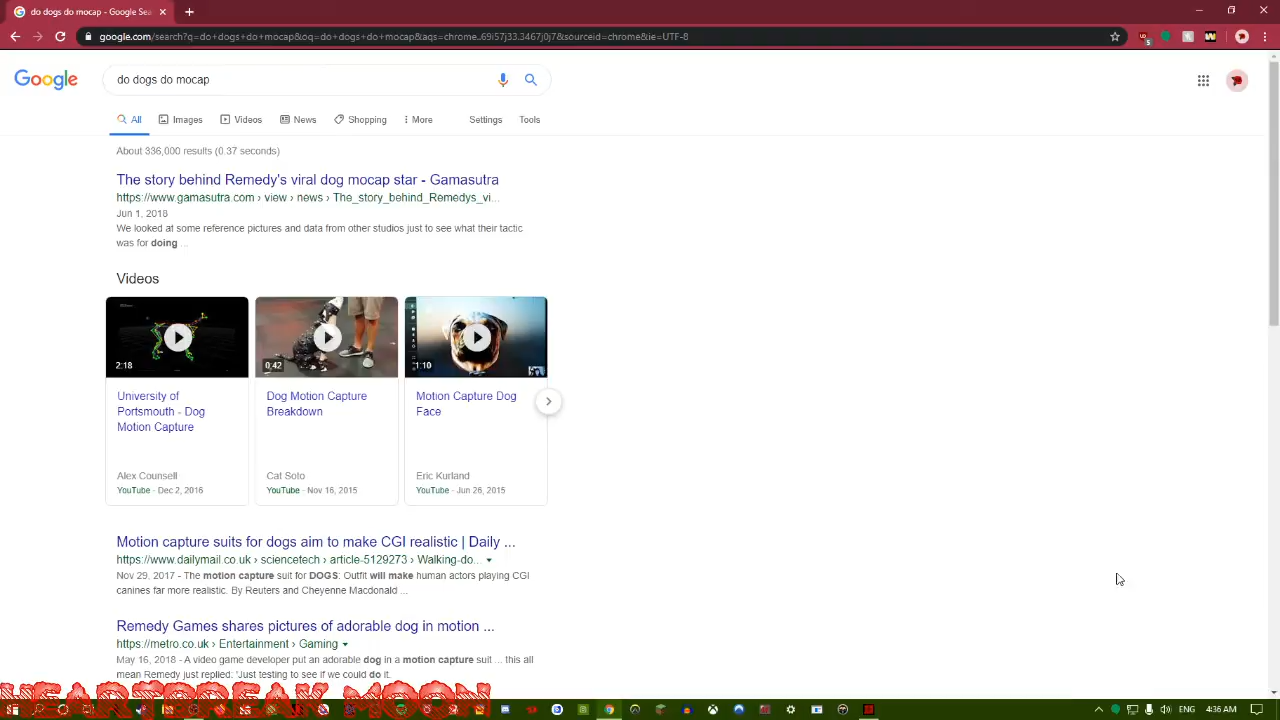 do dogs do mocap - Google Sea
google.com/search?q=do+dogs+do+mocap&oq=do+dogs+do+mocap&aqs=chrome..69i57j33.3467j0j7&sourceid=chrome&ie=UTF-8
Google
do dogs do mocap
All Images Videos News Shopping More Settings Tools
About 336,000 results (0.37 seconds)
The story behind Remedy's viral dog mocap star - Gamasutra
https://www.gamasutra.com › view › news › The_story_behind_Remedys_vi...
Jun 1, 2018
We looked at some reference pictures and data from other studios just to see what their tactic
was for doing ...
Videos
2:18
0:42
1:10
University of
Portsmouth - Dog
Motion Capture
Alex Counsell
YouTube - Dec 2, 2016
Dog Motion Capture
Breakdown
Cat Soto
YouTube - Nov 16, 2015
Motion Capture Dog
Face
Eric Kurland
YouTube - Jun 26, 2015
Motion capture suits for dogs aim to make CGI realistic | Daily ...
https://www.dailymail.co.uk › sciencetech › article-5129273 › Walking-do...
Nov 29, 2017 - The motion capture suit for DOGS: Outfit will make human actors playing CGI
canines far more realistic. By Reuters and Cheyenne Macdonald ...
Remedy Games shares pictures of adorable dog in motion ...
https://metro.co.uk › Entertainment › Gaming
May 16, 2018 - A video game developer put an adorable dog in a motion capture suit ... this all
mean Remedy just replied: 'Just testing to see if we could do it.
HEARTBREAK MOON
ENG 4:36 AM